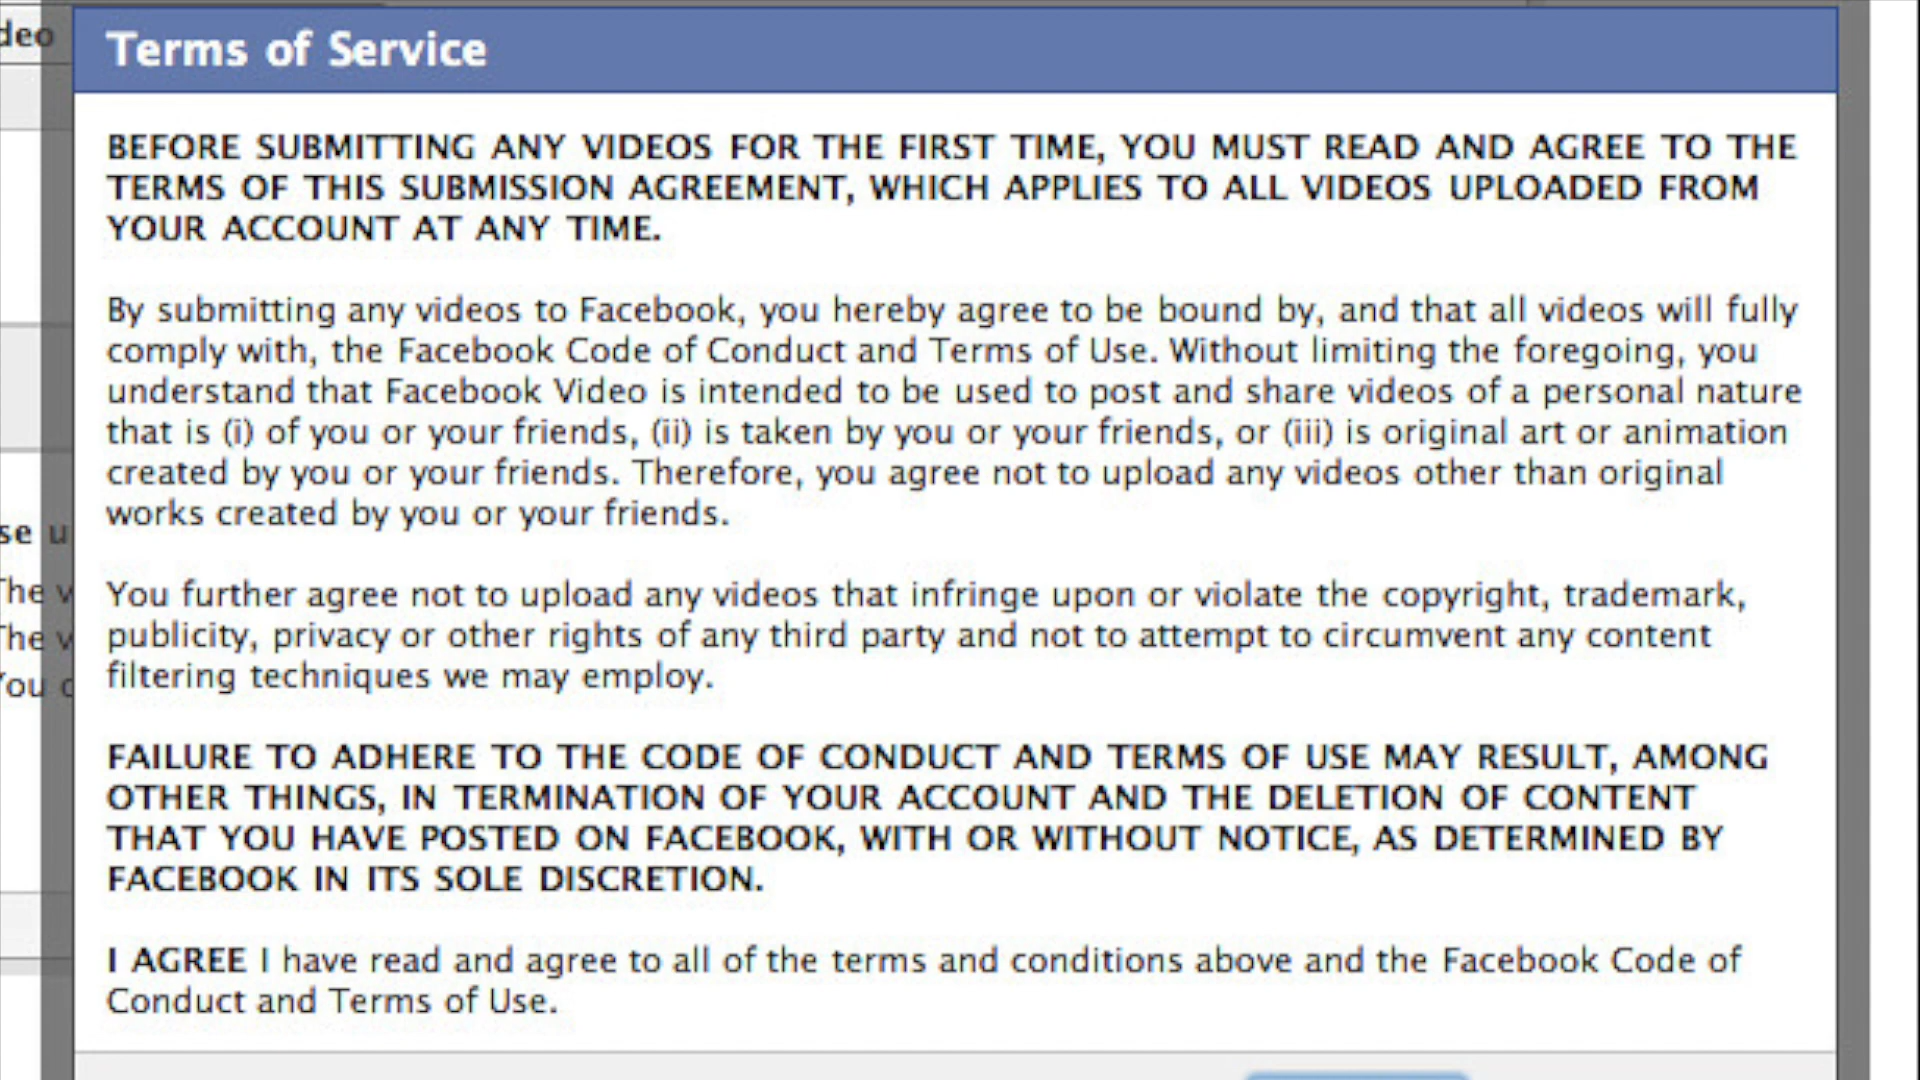 deo
Terms of Service
BEFORE SUBMITTING ANY VIDEOS FOR THE FIRST TIME, YOU MUST READ AND AGREE TO THE
TERMS OF THIS SUBMISSION AGREEMENT, WHICH APPLIES TO ALL VIDEOS UPLOADED FROM
YOUR ACCOUNT AT ANY TIME.
By submitting any videos to Facebook, you hereby agree to be bound by, and that all videos will fully
comply with, the Facebook Code of Conduct and Terms of Use. Without limiting the foregoing, you
understand that Facebook Video is intended to be used to post and share videos of a personal nature
that is (i) of you or your friends, (ii) is taken by you or your friends, or (iii) is original art or animation
created by you or your friends. Therefore, you agree not to upload any videos other than original
works created by you or your friends.
se u
The v
The v
You c
You further agree not to upload any videos that infringe upon or violate the copyright, trademark,
publicity, privacy or other rights of any third party and not to attempt to circumvent any content
filtering techniques we may employ.
FAILURE TO ADHERE TO THE CODE OF CONDUCT AND TERMS OF USE MAY RESULT, AMONG
OTHER THINGS, IN TERMINATION OF YOUR ACCOUNT AND THE DELETION OF CONTENT
THAT YOU HAVE POSTED ON FACEBOOK, WITH OR WITHOUT NOTICE, AS DETERMINED BY
FACEBOOK IN ITS SOLE DISCRETION.
I AGREE I have read and agree to all of the terms and conditions above and the Facebook Code of
Conduct and Terms of Use.